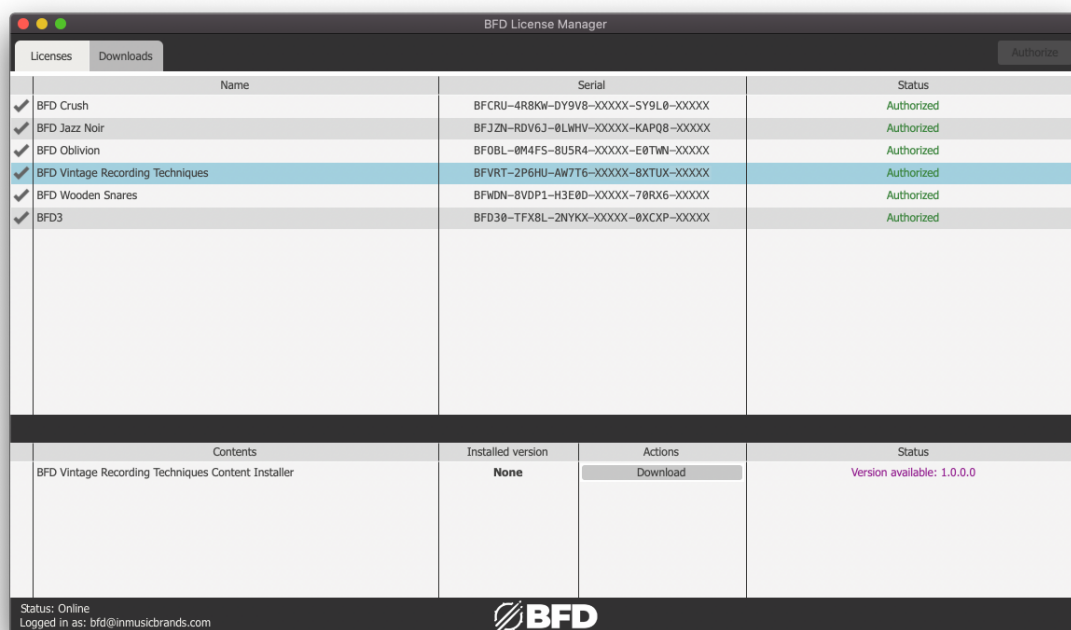 BFD License Manager
Licenses Downloads Authorize
Name Serial Status
BFD Crush BFCRU-4R8KW-DY9V8-XXXXX-SY9L0-XXXXX Authorized
BFD Jazz Noir BFJZN-RDV6J-0LWHV-XXXXX-KAPQ8-XXXXX Authorized
BFD Oblivion BFOBL-0M4FS-8U5R4-XXXXX-E0TWN-XXXXX Authorized
BFD Vintage Recording Techniques BFVRT-2P6HU-AW7T6-XXXXX-8XTUX-XXXXX Authorized
BFD Wooden Snares BFWDN-8VDP1-H3E0D-XXXXX-70RX6-XXXXX Authorized
BFD3 BFD30-TFX8L-2NYKX-XXXXX-0XCXP-XXXXX Authorized
Contents Installed version Actions Status
BFD Vintage Recording Techniques Content Installer None Download Version available: 1.0.0.0
Status: Online
Logged in as: bfd@inmusicbrands.com
BFD